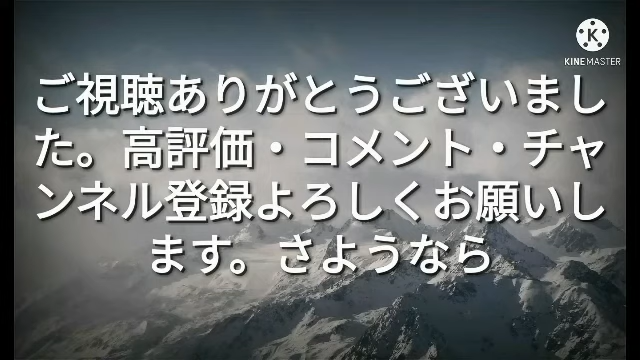 KINEMASTER
ご視聴ありがとうございまし
た。高評価・コメント・チャ
ンネル登録よろしくお願いし
ます。さようなら